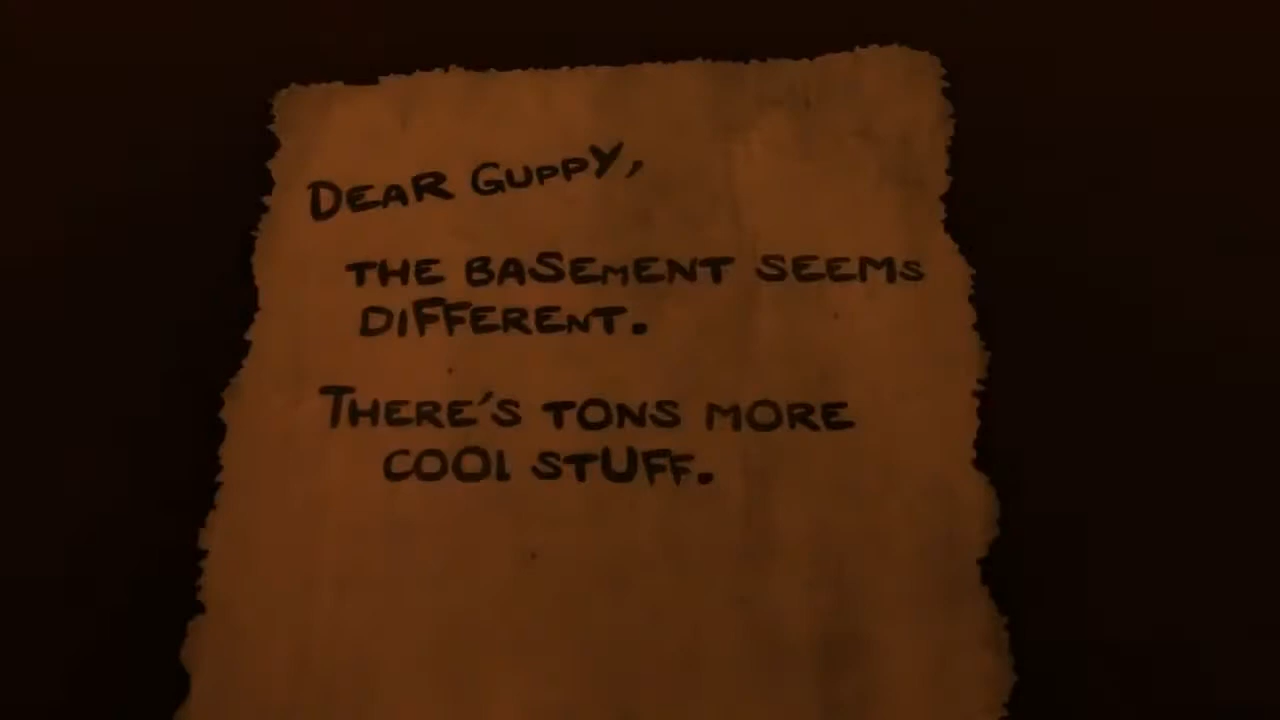 DEAR GUPPY,
THE BASEMENT SEEMS
DIFFERENT.
THERE'S TONS MORE
COOL STUFF.